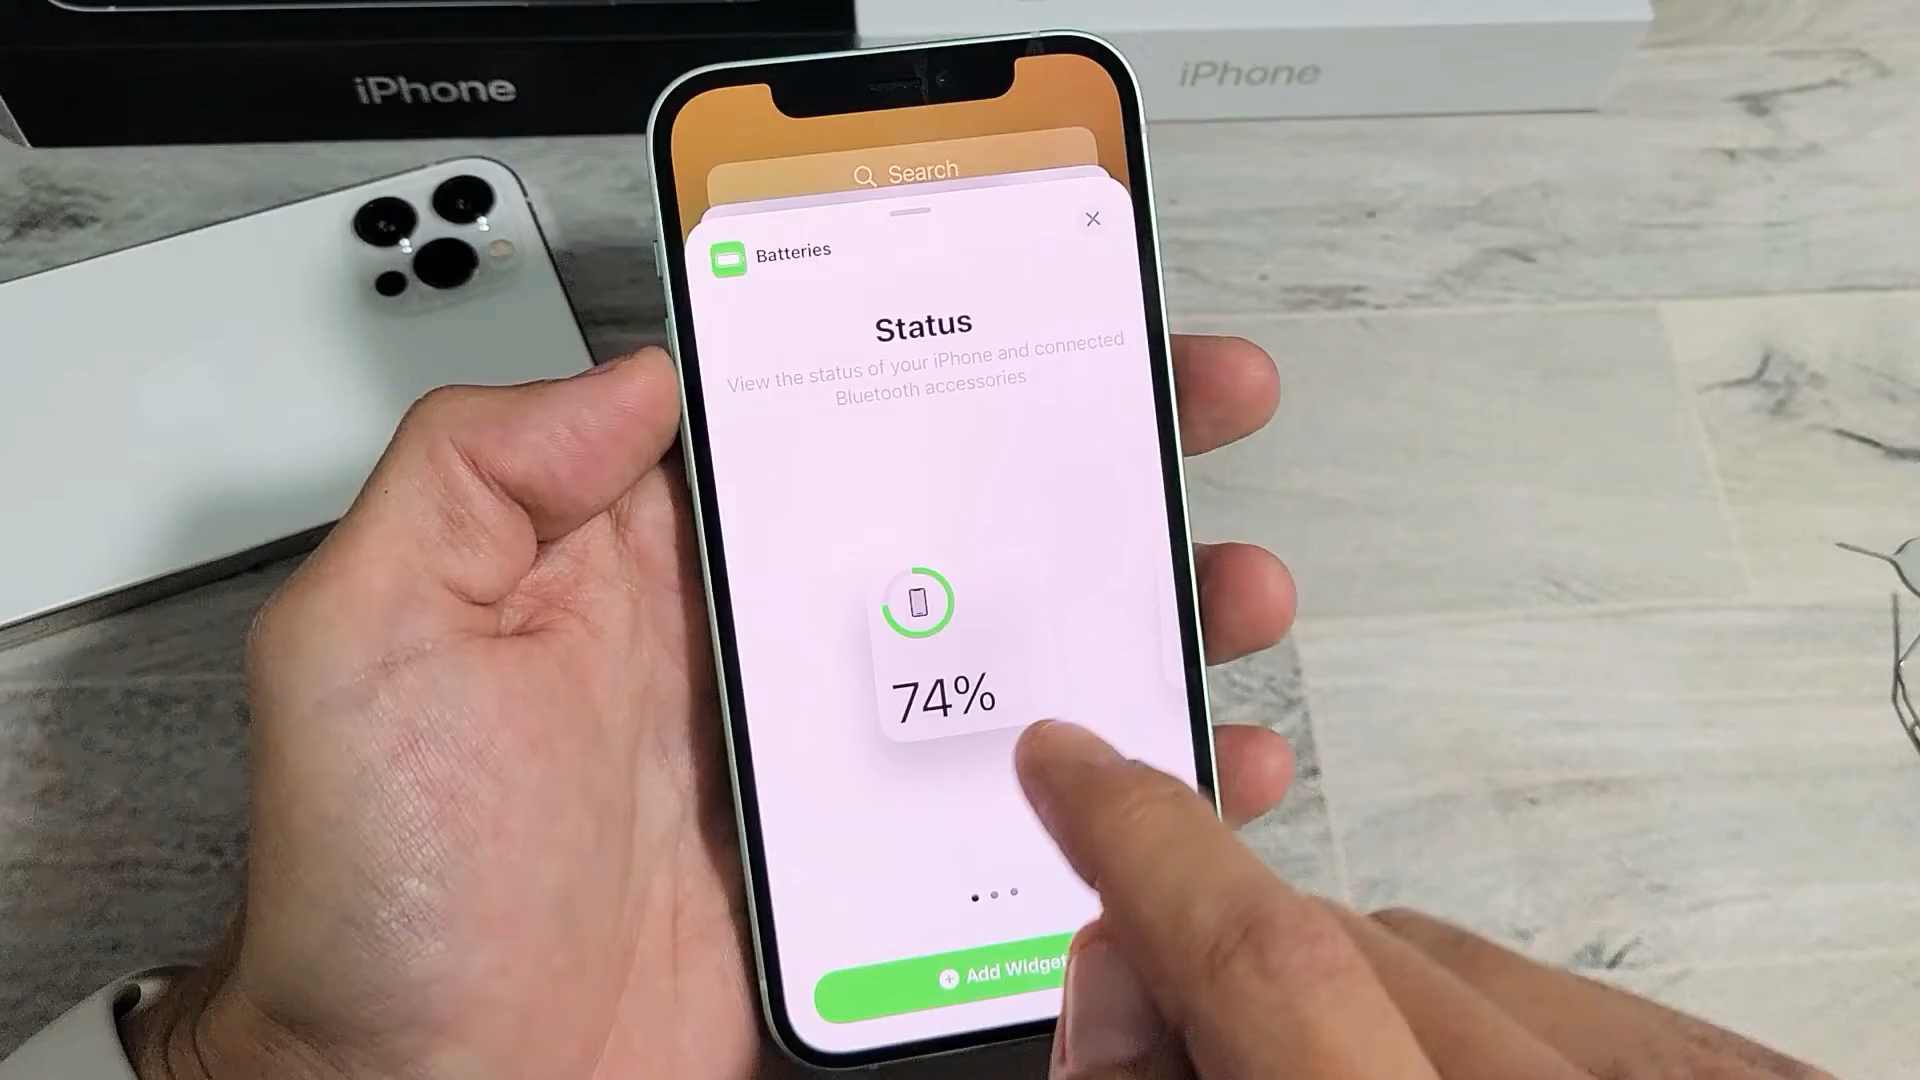 iPhone
iPhone
Search
Batteries
Status
View the status of your iPhone and connected
Bluetooth accessories
74%
Add Widget